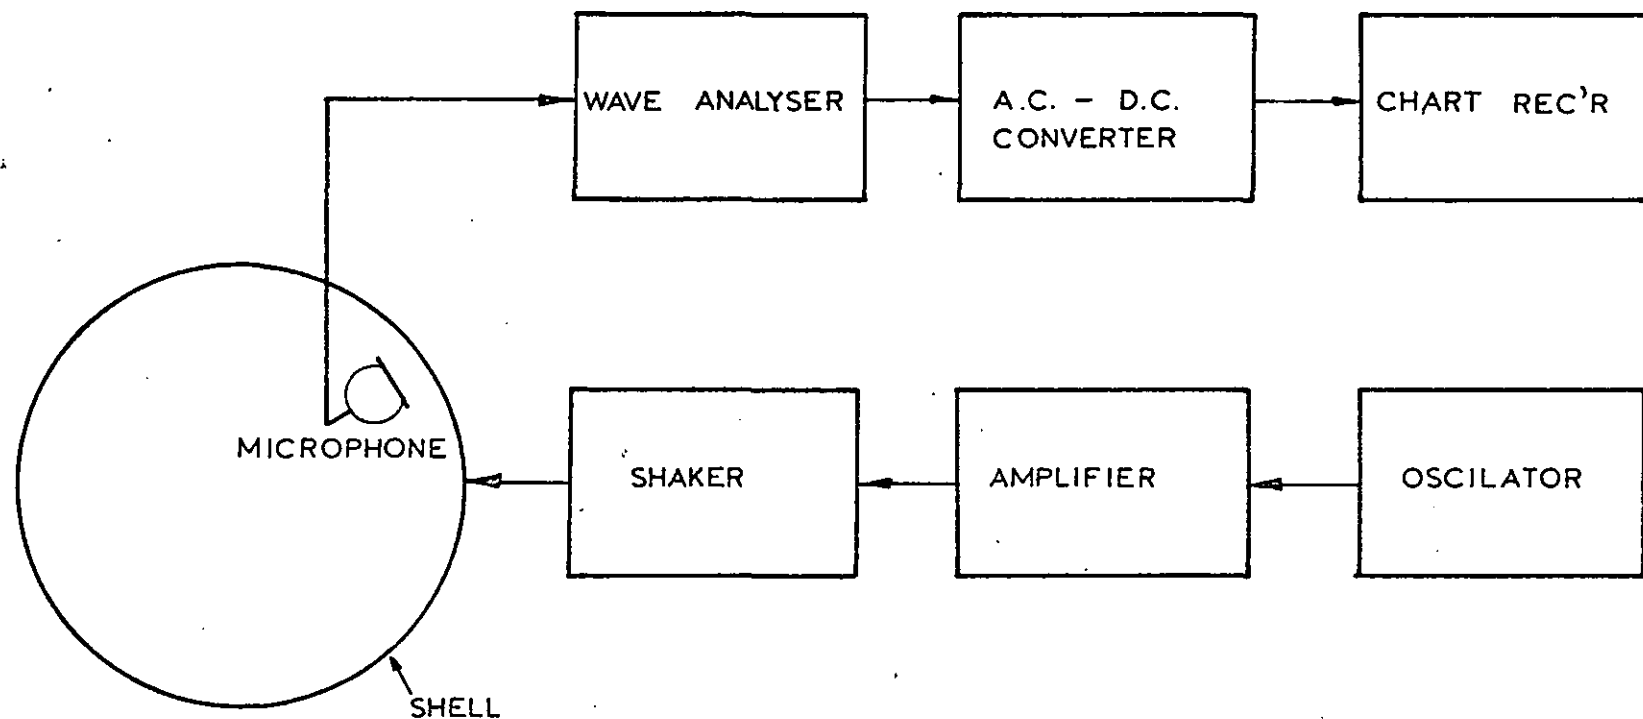 WAVE ANALYSER
A.C. - D.C.
CONVERTER
CHART REC'R
MICROPHONE
SHAKER
AMPLIFIER
OSCILATOR
SHELL